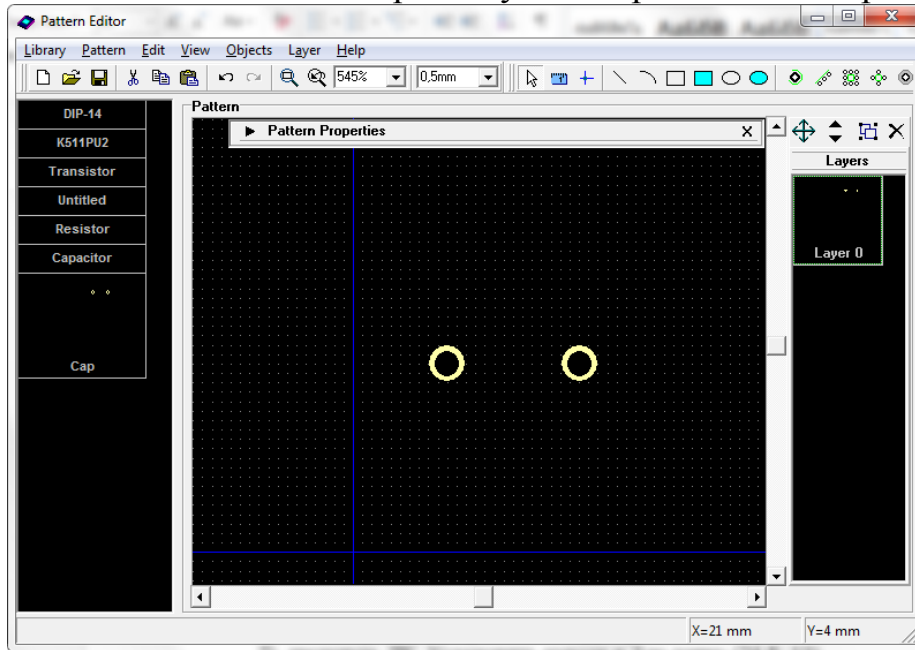 Pattern Editor
Library Pattern Edit View Objects Layer Help
545% 0,5mm
Pattern
Pattern Properties
DIP-14
K511PU2
Transistor
Untitled
Resistor
Capacitor
Cap
Layers
Layer 0
X=21 mm Y=4 mm